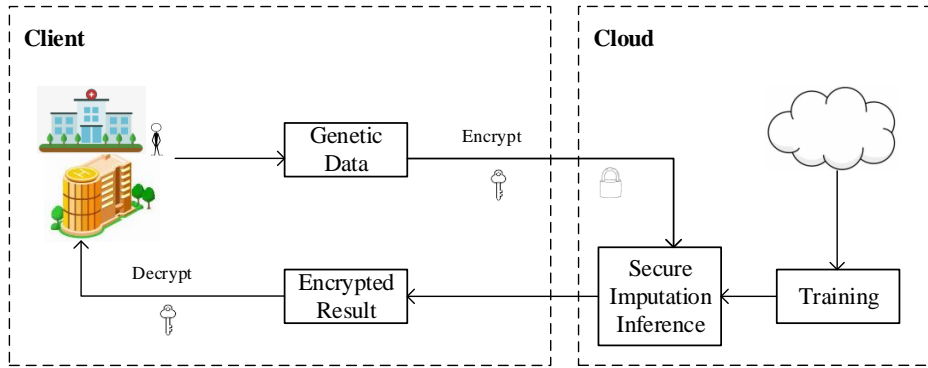 Client
Cloud
Genetic
Data
Encrypt
Decrypt
Encrypted
Result
Secure
Imputation
Inference
Training